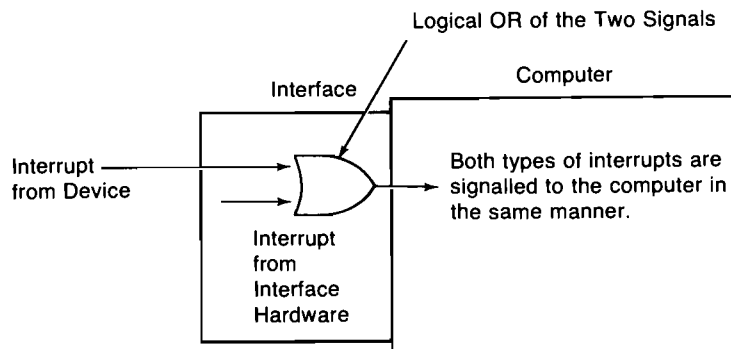 Logical OR of the Two Signals
Interface
Computer
Interrupt
from Device
Both types of interrupts are
signalled to the computer in
the same manner.
Interrupt
from
Interface
Hardware